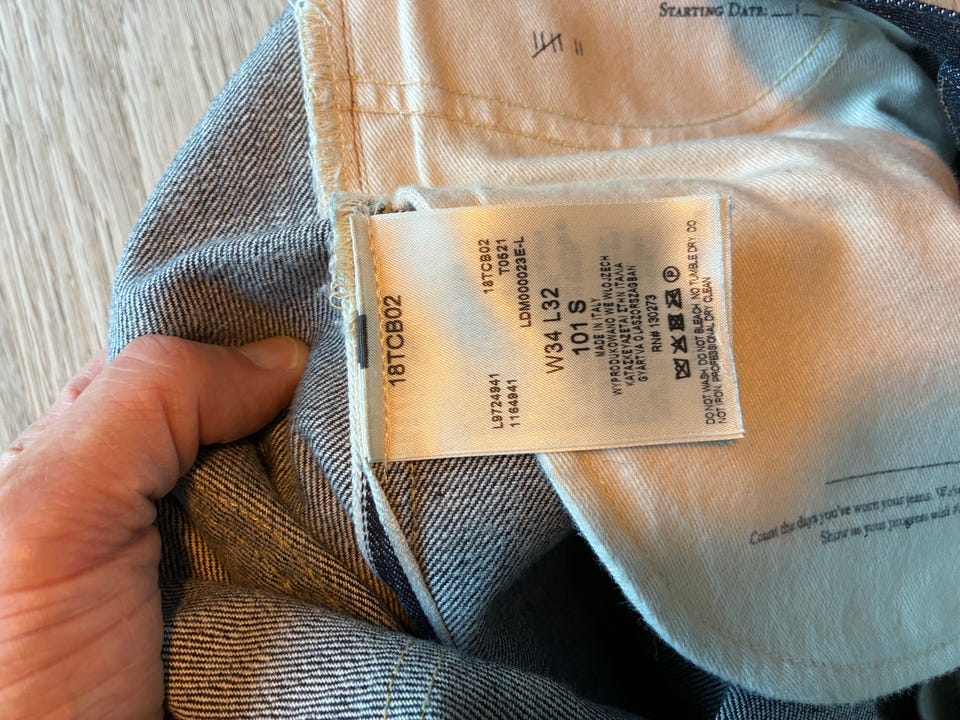 STARTING DATE:
18TCB02
L9724941
1164941
18TCB02
T0521
LDM000023E-L
W34 L32
101 S
MADE IN ITALY
WYPRODUKOWANO WE WŁOSZECH
ΚΑΤΑΣΚΕΥΑΖΕΤΑΙ ΣΤΗΝ ΙΤΑΛΙΑ
GYÁRTVA OLASZORSZÁGBAN
RN# 130273
P
DO NOT WASH. DO NOT BLEACH. NO TUMBLE DRY. DO
NOT IRON. PROFESSIONAL DRY CLEAN
Count the days you've worn your jeans.
Show us your progress